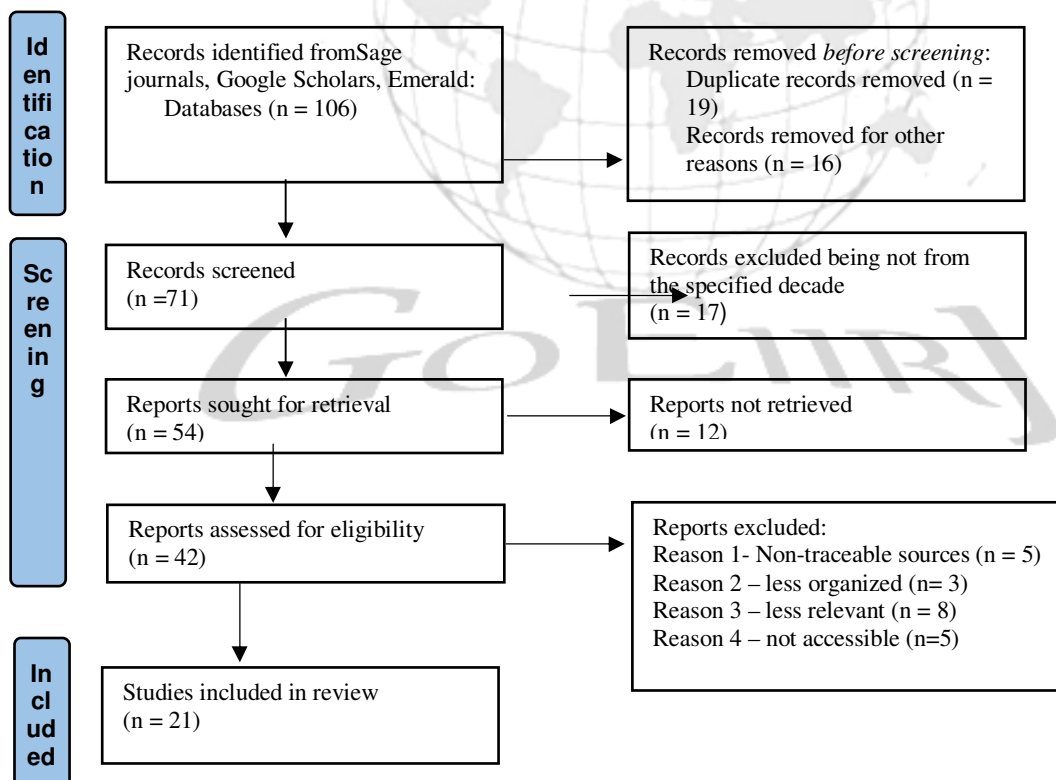 Id
entifi
ca
tio
n
Records identified fromSage
journals, Google Scholars, Emerald:
Databases (n = 106)
Records removed before screening:
Duplicate records removed (n =
19)
Records removed for other
reasons (n = 16)
Sc
re
en
in
g
Records screened
(n =71)
Records excluded being not from
the specified decade
(n = 17)
GOEIIRJ
Reports sought for retrieval
(n = 54)
Reports not retrieved
(n = 12)
Reports assessed for eligibility
(n = 42)
Reports excluded:
Reason 1- Non-traceable sources (n = 5)
Reason 2 – less organized (n= 3)
Reason 3 – less relevant (n = 8)
Reason 4 – not accessible (n=5)
In
cl
ud
ed
Studies included in review
(n = 21)